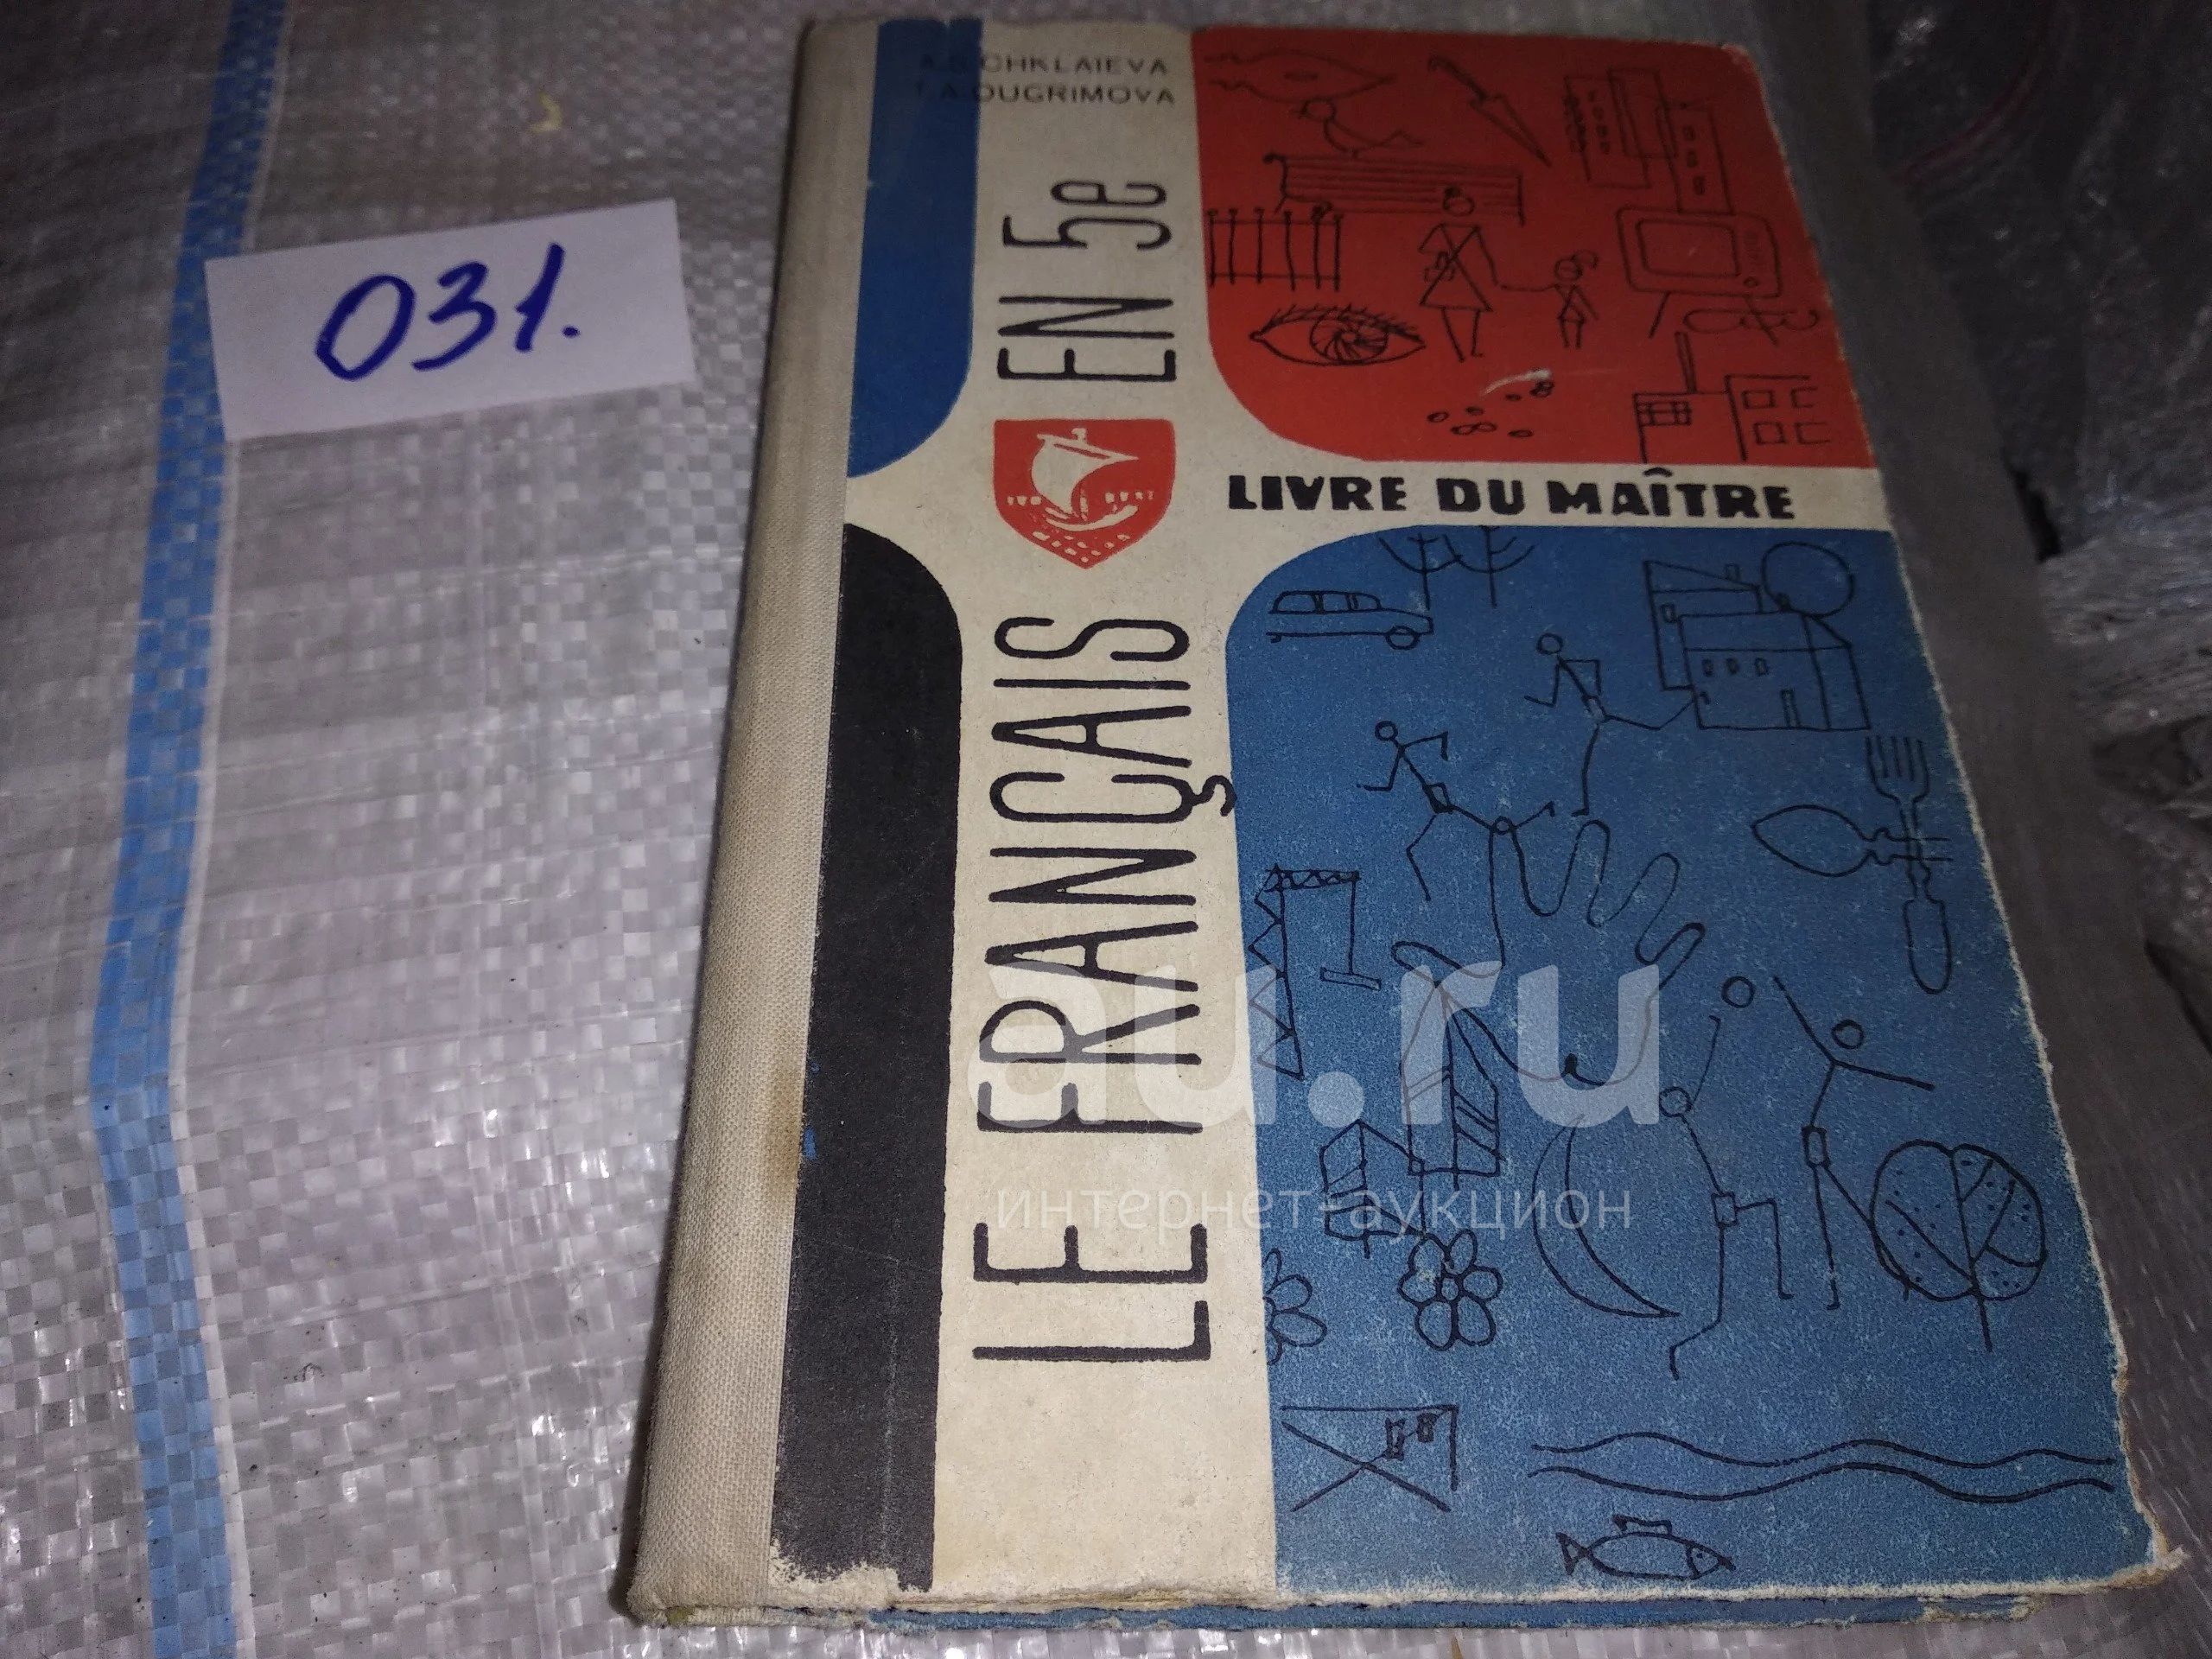 031.
A.S. CHKLAIEVA
T.A. OUGRIMOVA
LE FRANÇAIS EN 5e
LIVRE DU MAÎTRE
au.ru
интернет-аукцион